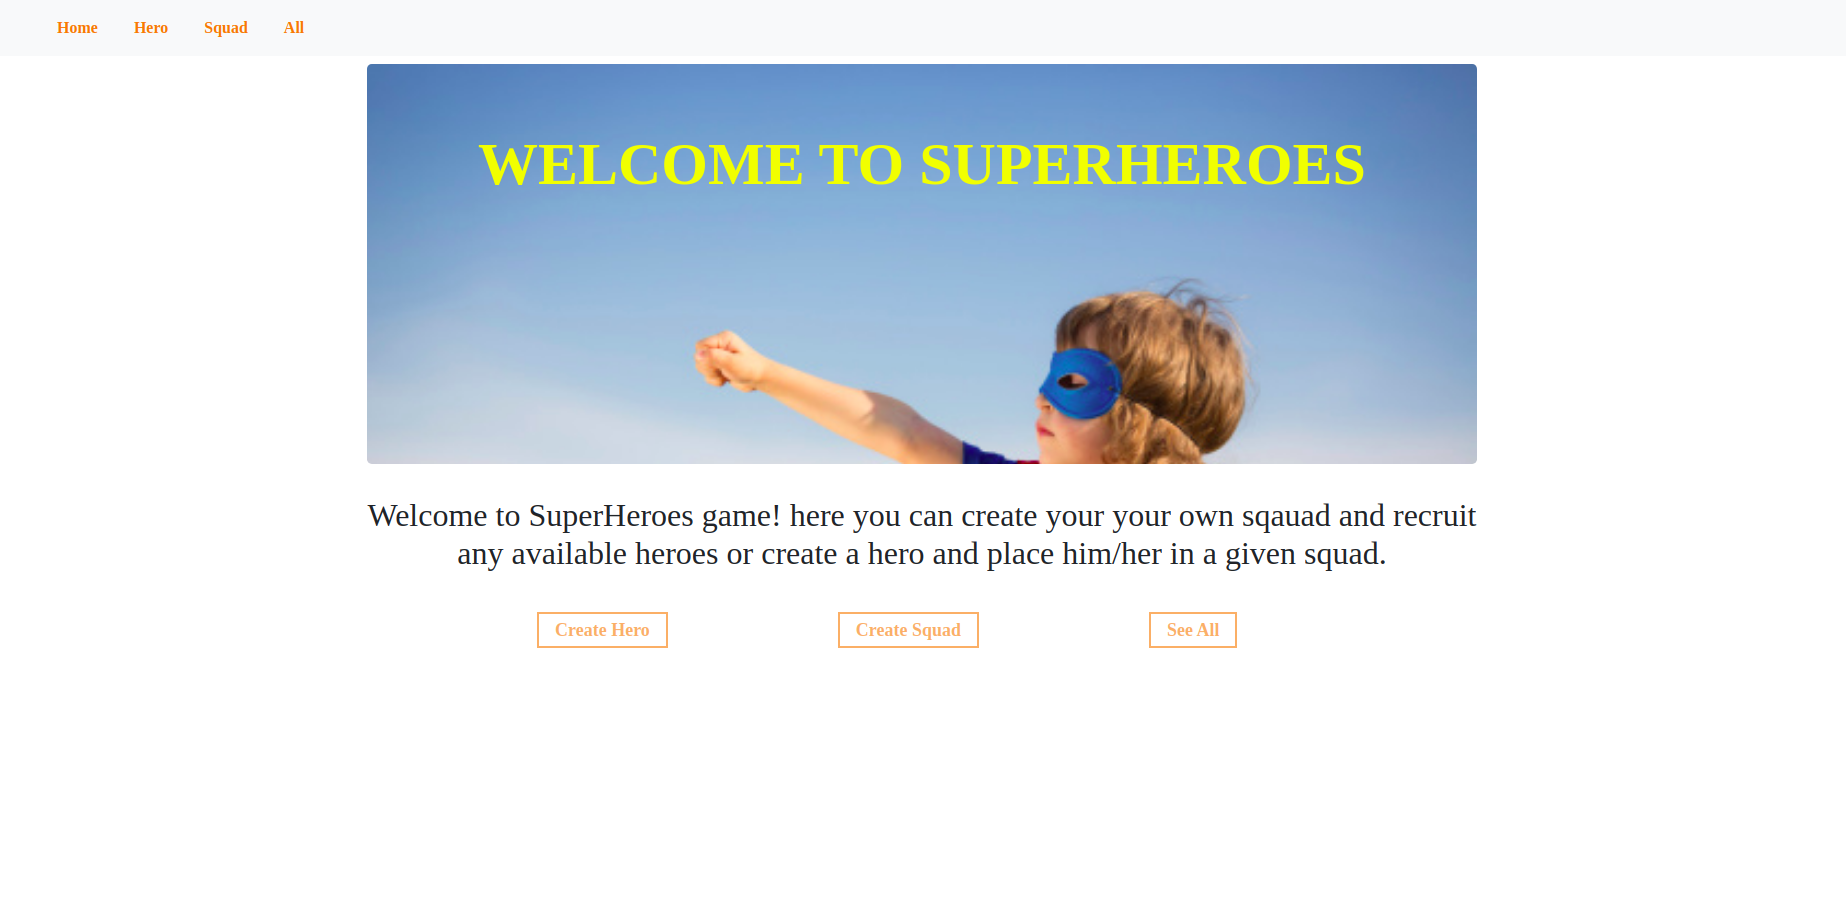 Home Hero Squad All
WELCOME TO SUPERHEROES
Welcome to SuperHeroes game! here you can create your your own sqauad and recruit
any available heroes or create a hero and place him/her in a given squad.
Create Hero Create Squad See All